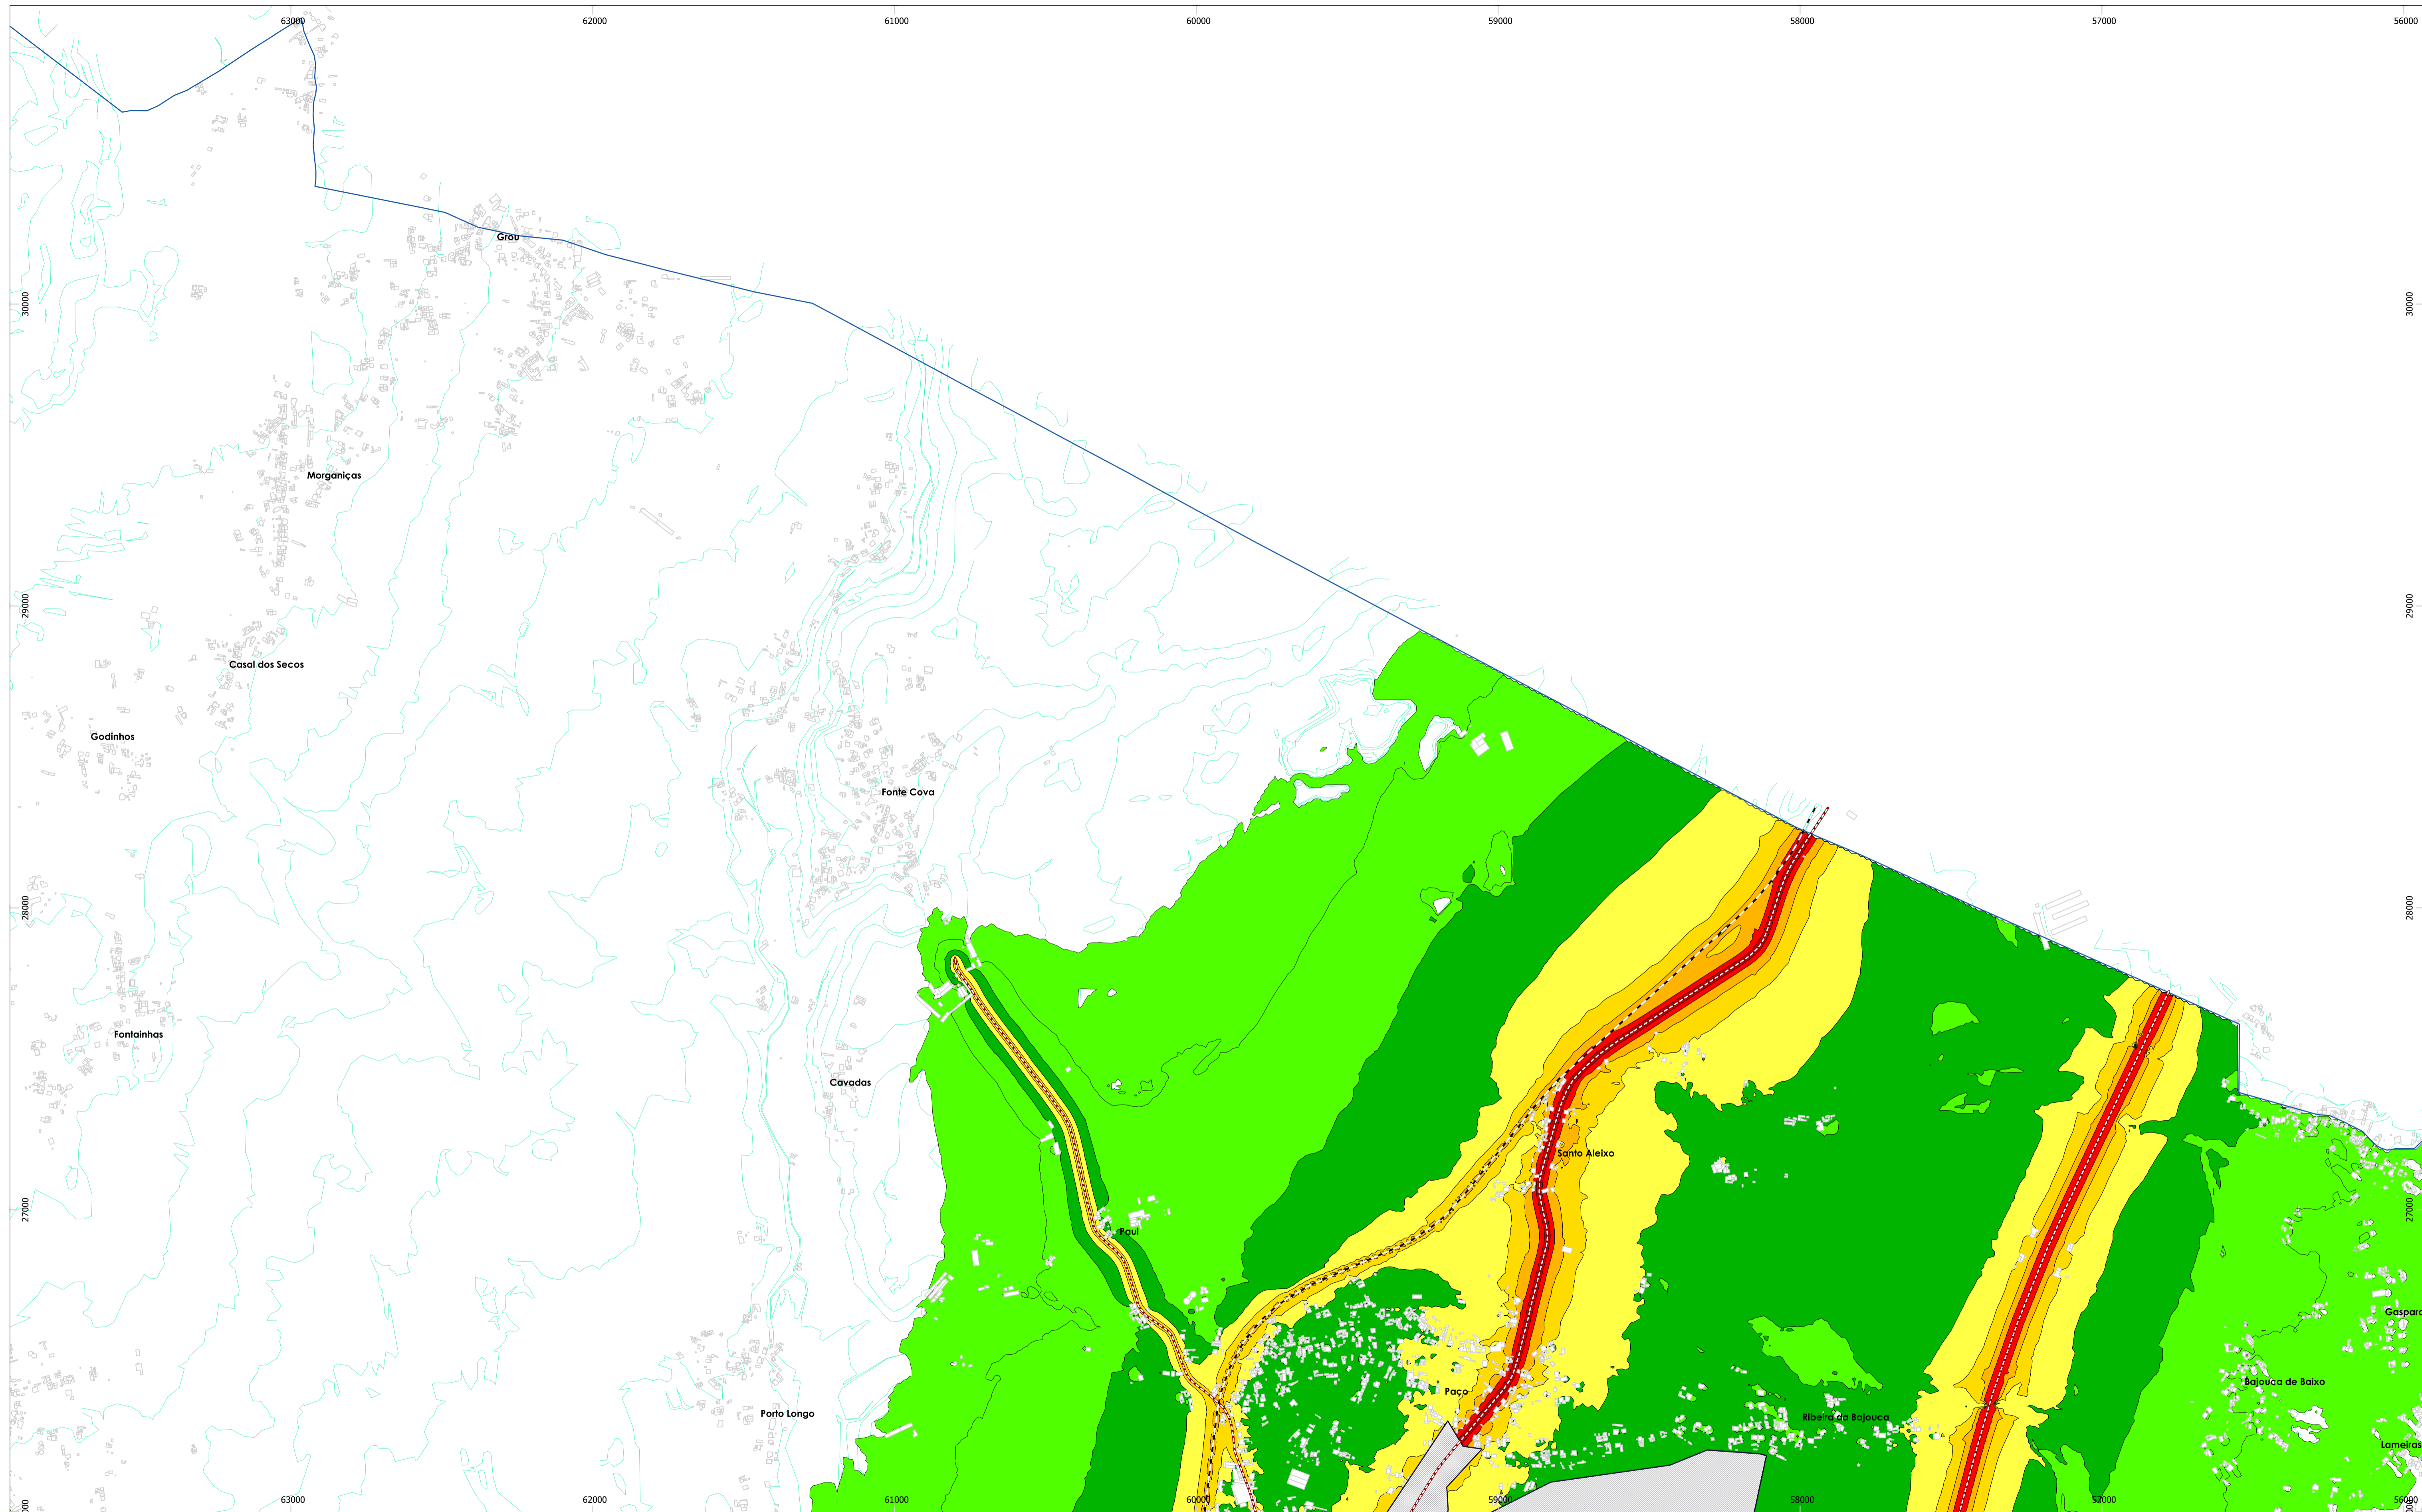 63000 62000 61000 60000 59000 58000 57000 56000
Grou
30000 30000
Morganiças
29000 29000
Casal dos Secos
Godinhos
Fonte Cova
28000 28000
Fontainhas
Cavadas
Santo Aleixo
27000 27000
Paul
Gasparo
Bajouca de Baixo
Paço
Porto Longo
Ribeira da Bajouca
Lameiras
63000 62000 61000 60000 59000 58000 57000 56000